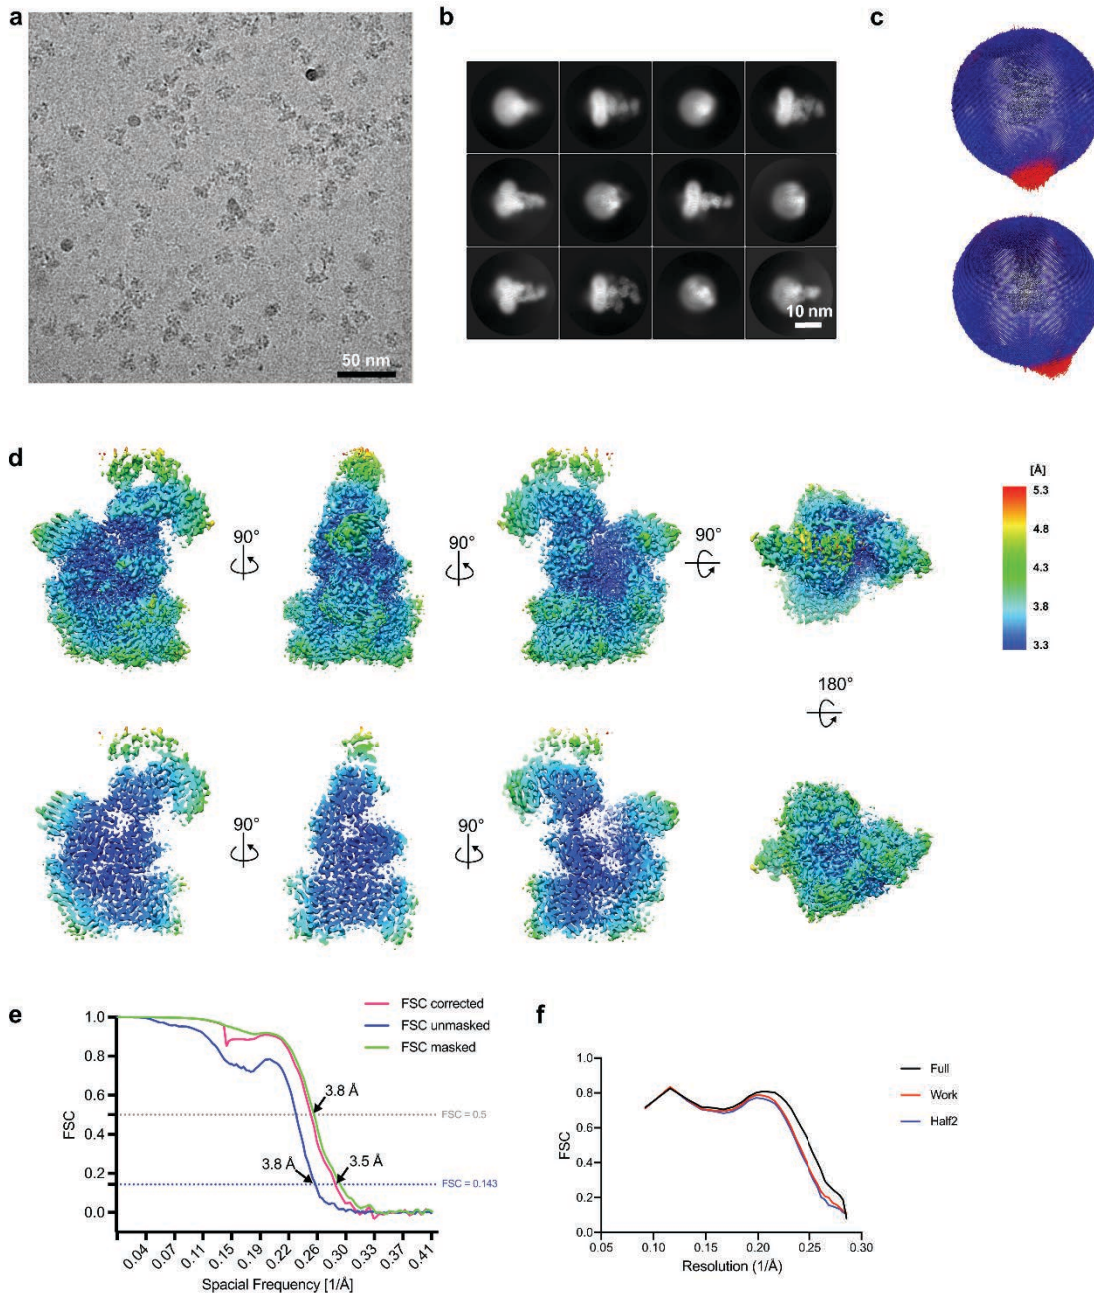 a
b
c
50 nm
10 nm
d
[Å]
5.3
4.8
4.3
3.8
3.3
90°
90°
90°
180°
90°
90°
e
FSC corrected
FSC unmasked
FSC masked
1.0
0.8
0.6
0.4
0.2
0.0
FSC
3.8 Å
FSC = 0.5
3.8 Å
3.5 Å
FSC = 0.143
0.04
0.07
0.11
0.15
0.19
0.22
0.26
0.30
0.33
0.37
0.41
Spacial Frequency [1/Å]
f
Full
Work
Half2
1.0
0.8
0.6
0.4
0.2
0.0
FSC
0.05
0.10
0.15
0.20
0.25
0.30
Resolution (1/Å)